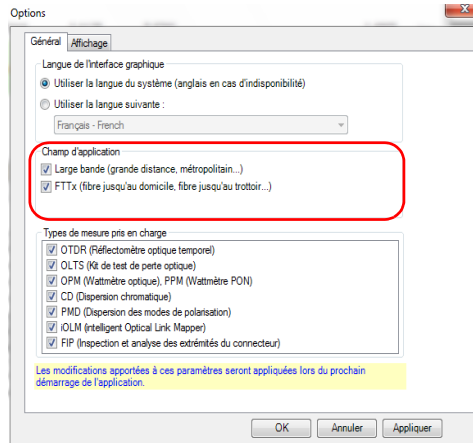 Options
Général Affichage
Langue de l'interface graphique
Utiliser la langue du système (anglais en cas d'indisponibilité)
Utiliser la langue suivante :
Français - French
Champ d'application
Large bande (grande distance, métropolitain...)
FTTx (fibre jusqu'au domicile, fibre jusqu'au trottoir...)
Types de mesure pris en charge
OTDR (Réflectomètre optique temporel)
OLTS (Kit de test de perte optique)
OPM (Wattmètre optique), PPM (Wattmètre PON)
CD (Dispersion chromatique)
PMD (Dispersion des modes de polarisation)
iOLM (intelligent Optical Link Mapper)
FIP (Inspection et analyse des extrémités du connecteur)
Les modifications apportées à ces paramètres seront appliquées lors du prochain
démarrage de l'application.
OK Annuler Appliquer